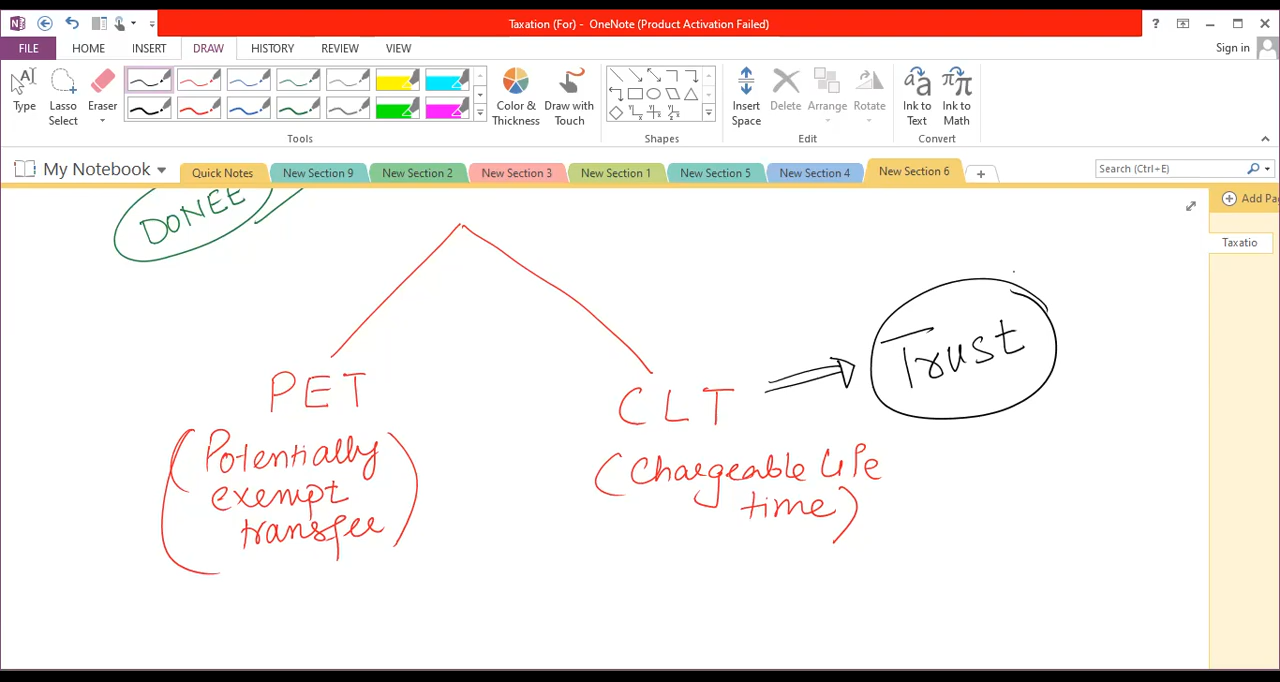 Taxation (For) - OneNote (Product Activation Failed)
FILE HOME INSERT DRAW HISTORY REVIEW VIEW
Sign in
Type
Lasso Select
Eraser
Color & Thickness
Draw with Touch
Insert Space
Delete
Arrange
Rotate
Ink to Text
Ink to Math
Tools
Shapes
Edit
Convert
My Notebook
Quick Notes
New Section 9
New Section 2
New Section 3
New Section 1
New Section 5
New Section 4
New Section 6
Search (Ctrl+E)
Add Pa
Taxatio
DONEE
Trust
PET
CLT
(Potentially
exempt
transfer)
(Chargeable Life
time)